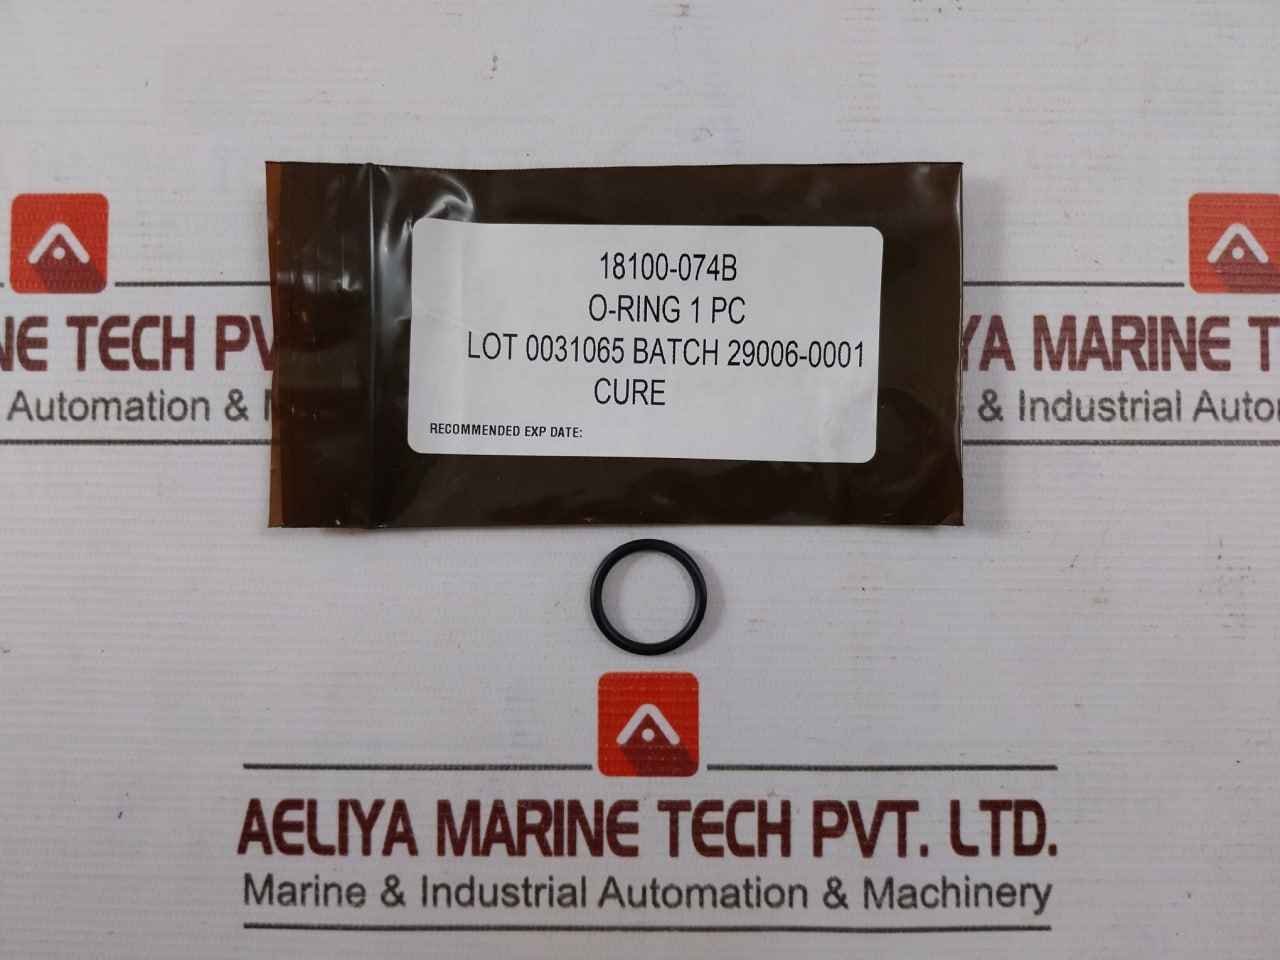 18100-074B
O-RING 1 PC
LOT 0031065 BATCH 29006-0001
CURE
RECOMMENDED EXP DATE:
NE TECH PV
Automation &
YA MARINE T
& Industrial Auto
AELIYA MARINE TECH PVT. LTD.
Marine & Industrial Automation & Machinery